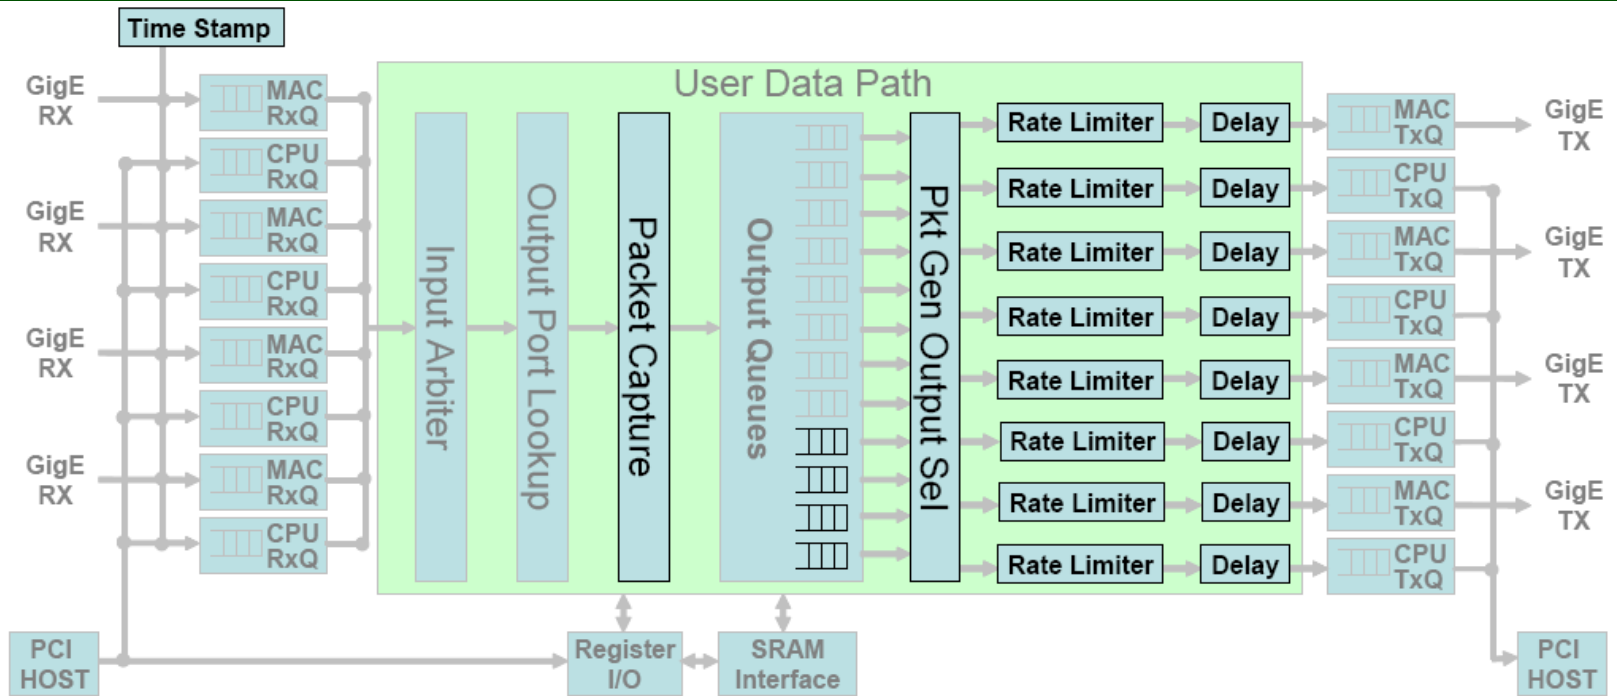 Time Stamp
User Data Path
GigE
RX
GigE
RX
GigE
RX
GigE
RX
MAC
RxQ
CPU
RxQ
MAC
RxQ
CPU
RxQ
MAC
RxQ
CPU
RxQ
MAC
RxQ
CPU
RxQ
Input Arbiter
Output Port Lookup
Packet Capture
Output Queues
Pkt Gen Output Sel
Rate Limiter
Delay
Rate Limiter
Delay
Rate Limiter
Delay
Rate Limiter
Delay
Rate Limiter
Delay
Rate Limiter
Delay
Rate Limiter
Delay
Rate Limiter
Delay
MAC
TxQ
CPU
TxQ
MAC
TxQ
CPU
TxQ
MAC
TxQ
CPU
TxQ
MAC
TxQ
CPU
TxQ
GigE
TX
GigE
TX
GigE
TX
GigE
TX
PCI
HOST
Register
I/O
SRAM
Interface
PCI
HOST